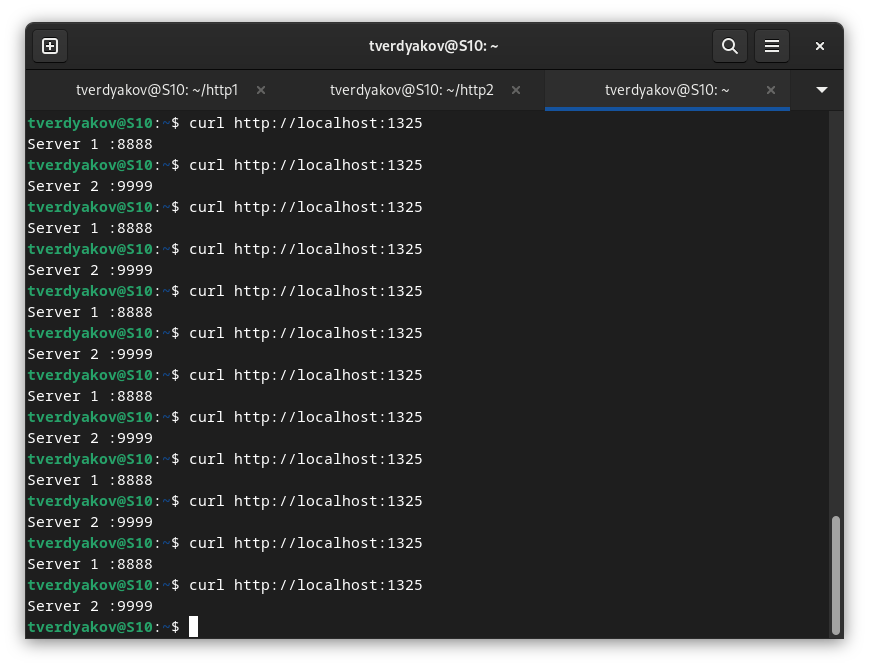 tverdyakov@S10: ~
tverdyakov@S10: ~/http1 tverdyakov@S10: ~/http2 tverdyakov@S10: ~
tverdyakov@S10:~$ curl http://localhost:1325
Server 1 :8888
tverdyakov@S10:~$ curl http://localhost:1325
Server 2 :9999
tverdyakov@S10:~$ curl http://localhost:1325
Server 1 :8888
tverdyakov@S10:~$ curl http://localhost:1325
Server 2 :9999
tverdyakov@S10:~$ curl http://localhost:1325
Server 1 :8888
tverdyakov@S10:~$ curl http://localhost:1325
Server 2 :9999
tverdyakov@S10:~$ curl http://localhost:1325
Server 1 :8888
tverdyakov@S10:~$ curl http://localhost:1325
Server 2 :9999
tverdyakov@S10:~$ curl http://localhost:1325
Server 1 :8888
tverdyakov@S10:~$ curl http://localhost:1325
Server 2 :9999
tverdyakov@S10:~$ curl http://localhost:1325
Server 1 :8888
tverdyakov@S10:~$ curl http://localhost:1325
Server 2 :9999
tverdyakov@S10:~$